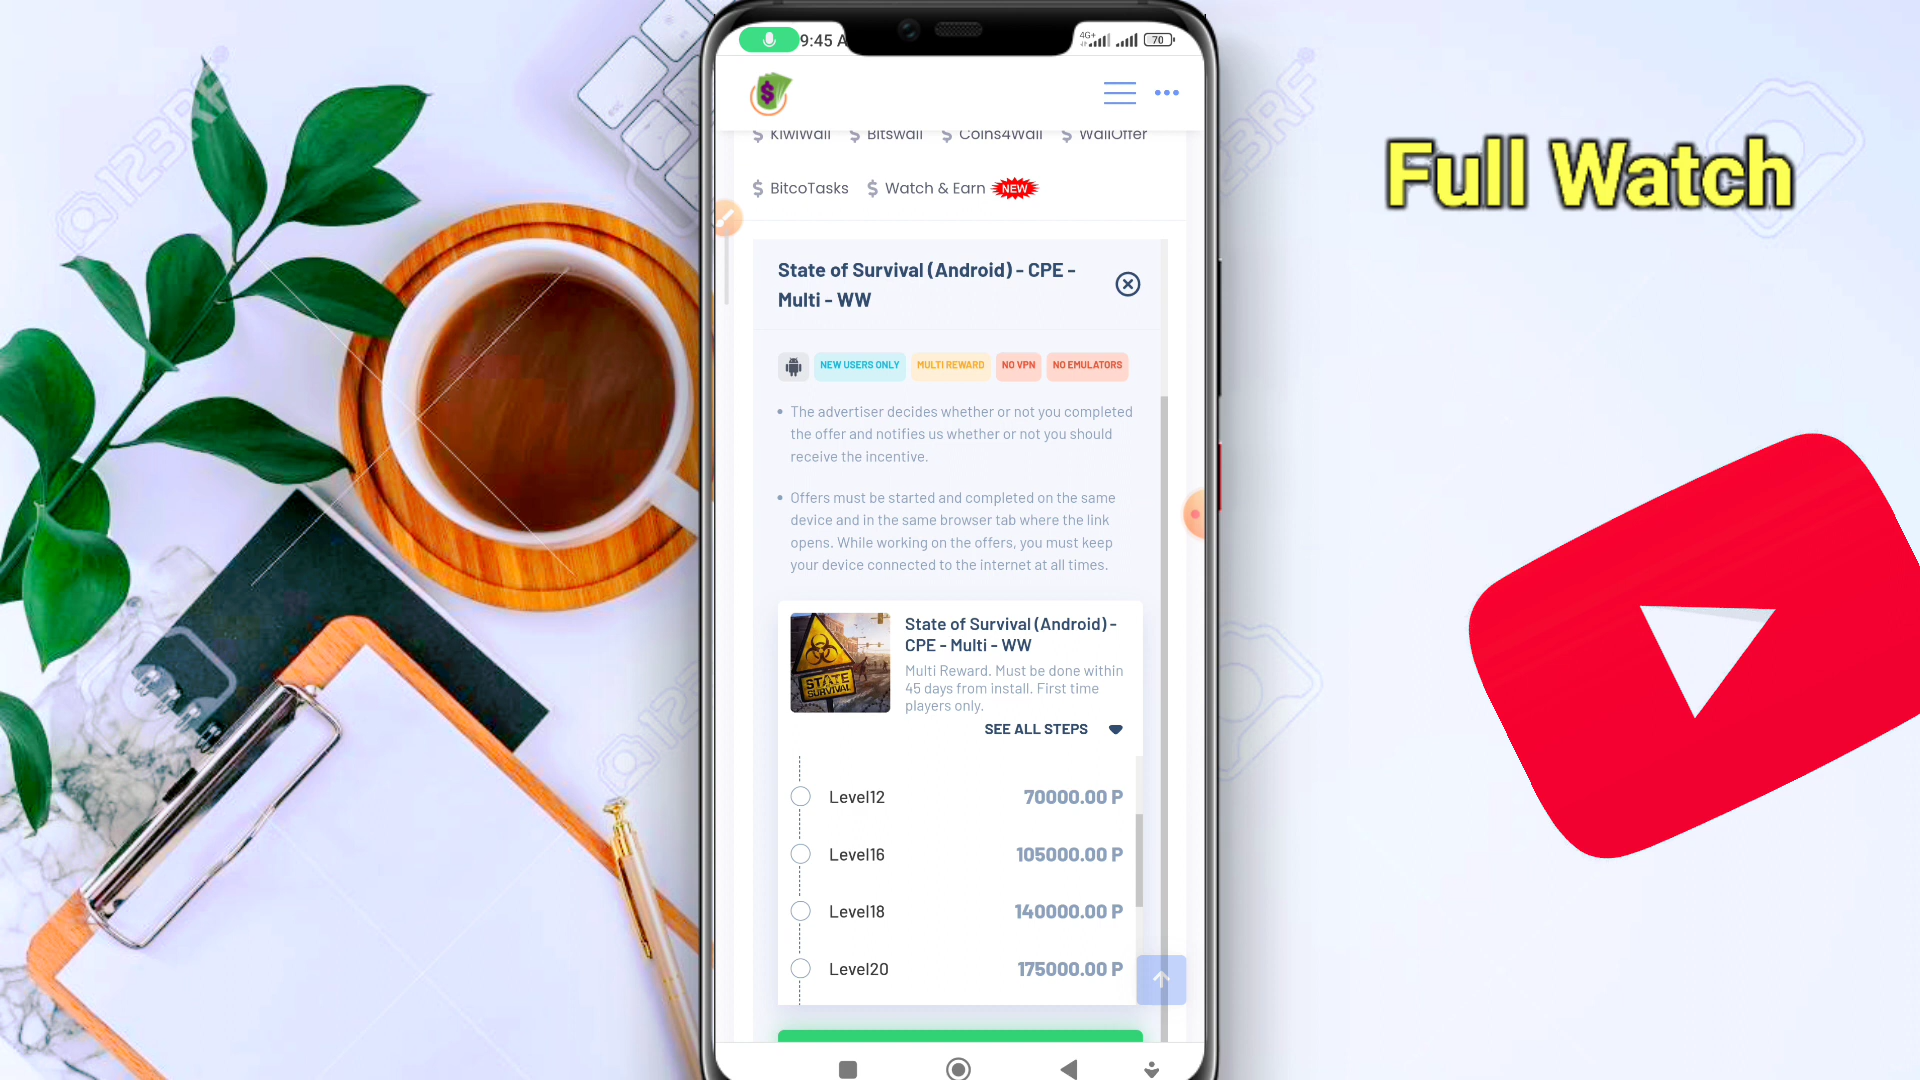 Full Watch
9:45 A
4G+
70
KiwiWall Bitswall Coins4Wall WallOffer
BitcoTasks Watch & Earn NEW
State of Survival (Android) - CPE -
Multi - WW
NEW USERS ONLY MULTI REWARD NO VPN NO EMULATORS
• The advertiser decides whether or not you completed
the offer and notifies us whether or not you should
receive the incentive.
• Offers must be started and completed on the same
device and in the same browser tab where the link
opens. While working on the offers, you must keep
your device connected to the internet at all times.
STATE
SURVIVAL
State of Survival (Android) -
CPE - Multi - WW
Multi Reward. Must be done within
45 days from install. First time
players only.
SEE ALL STEPS
Level12 70000.00 P
Level16 105000.00 P
Level18 140000.00 P
Level20 175000.00 P
123RF
123RF